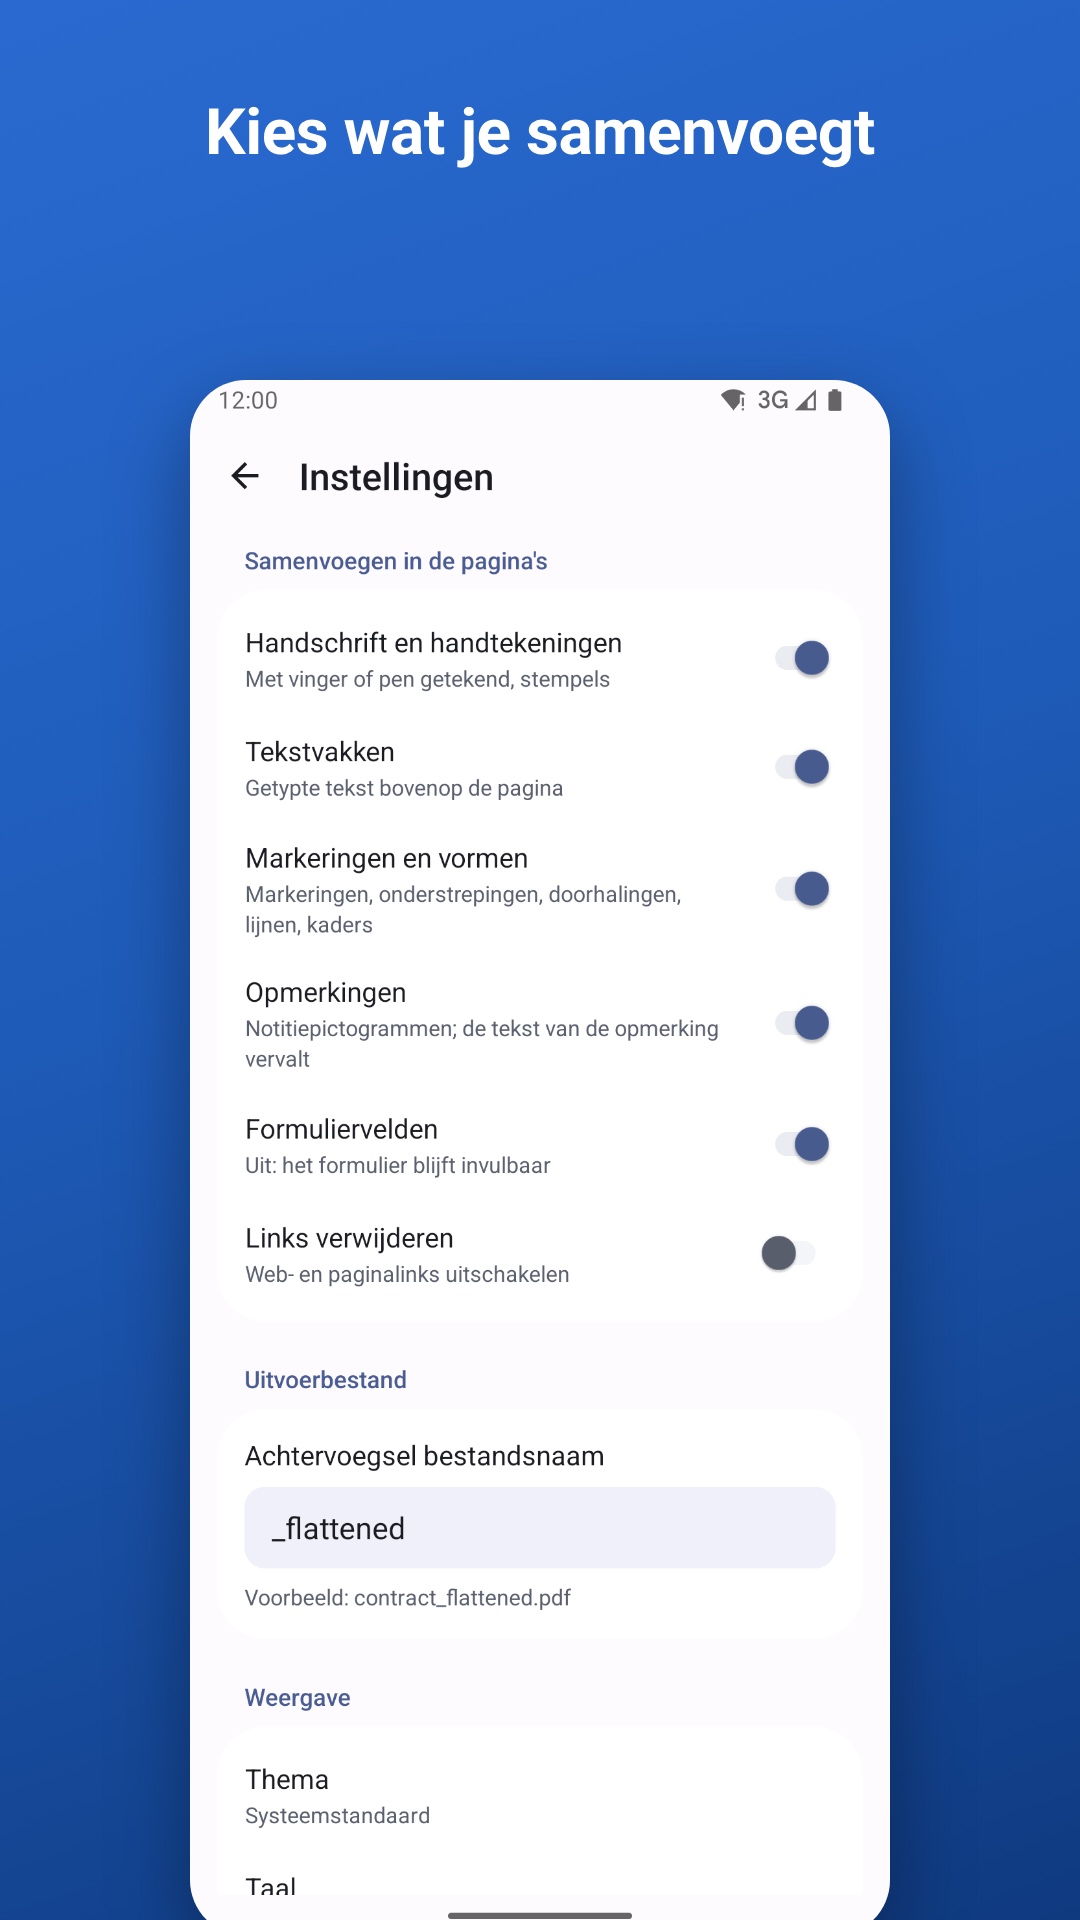 Kies wat je samenvoegt
12:00
3G
Instellingen
Samenvoegen in de pagina's
Handschrift en handtekeningen
Met vinger of pen getekend, stempels
Tekstvakken
Getypte tekst bovenop de pagina
Markeringen en vormen
Markeringen, onderstrepingen, doorhalingen,
lijnen, kaders
Opmerkingen
Notitiepictogrammen; de tekst van de opmerking
vervalt
Formuliervelden
Uit: het formulier blijft invulbaar
Links verwijderen
Web- en paginalinks uitschakelen
Uitvoerbestand
Achtervoegsel bestandsnaam
_flattened
Voorbeeld: contract_flattened.pdf
Weergave
Thema
Systeemstandaard
Taal